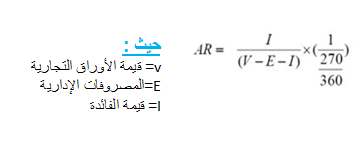 حيث :
v= قيمة الأوراق التجارية
E=المصروفات الإدارية
I= قيمة الفائدة
AR = I / (V – E – I) × (1 / (270 / 360))